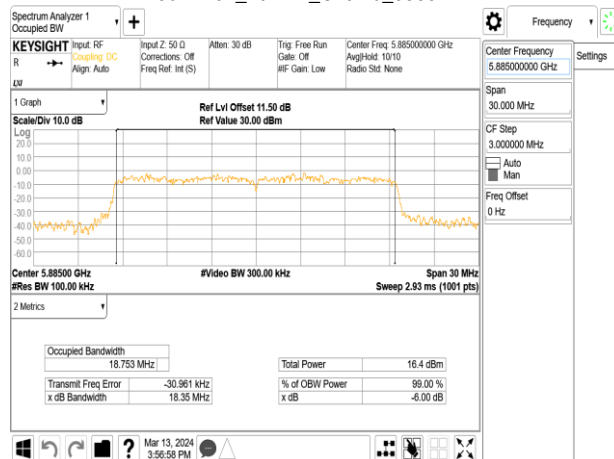 Spectrum Analyzer 1
Occupied BW
KEYSIGHT
R
Input: RF
Coupling: DC
Align: Auto
Input Z: 50 Ω
Corrections: Off
Freq Ref: Int (S)
Atten: 30 dB
Trig: Free Run
Gate: Off
#IF Gain: Low
Center Freq: 5.885000000 GHz
Avg|Hold: 10/10
Radio Std: None
1 Graph
Scale/Div 10.0 dB
Ref Lvl Offset 11.50 dB
Ref Value 30.00 dBm
Log
20.0
10.0
0.00
-10.0
-20.0
-30.0
-40.0
-50.0
-60.0
Center 5.88500 GHz
#Res BW 100.00 kHz
#Video BW 300.00 kHz
Span 30 MHz
Sweep 2.93 ms (1001 pts)
2 Metrics
Occupied Bandwidth
18.753 MHz
Transmit Freq Error -30.961 kHz
x dB Bandwidth 18.35 MHz
Total Power 16.4 dBm
% of OBW Power 99.00 %
x dB -6.00 dB
Mar 13, 2024
3:56:58 PM
Frequency
Settings
Center Frequency
5.885000000 GHz
Span
30.000 MHz
CF Step
3.000000 MHz
Auto
Man
Freq Offset
0 Hz